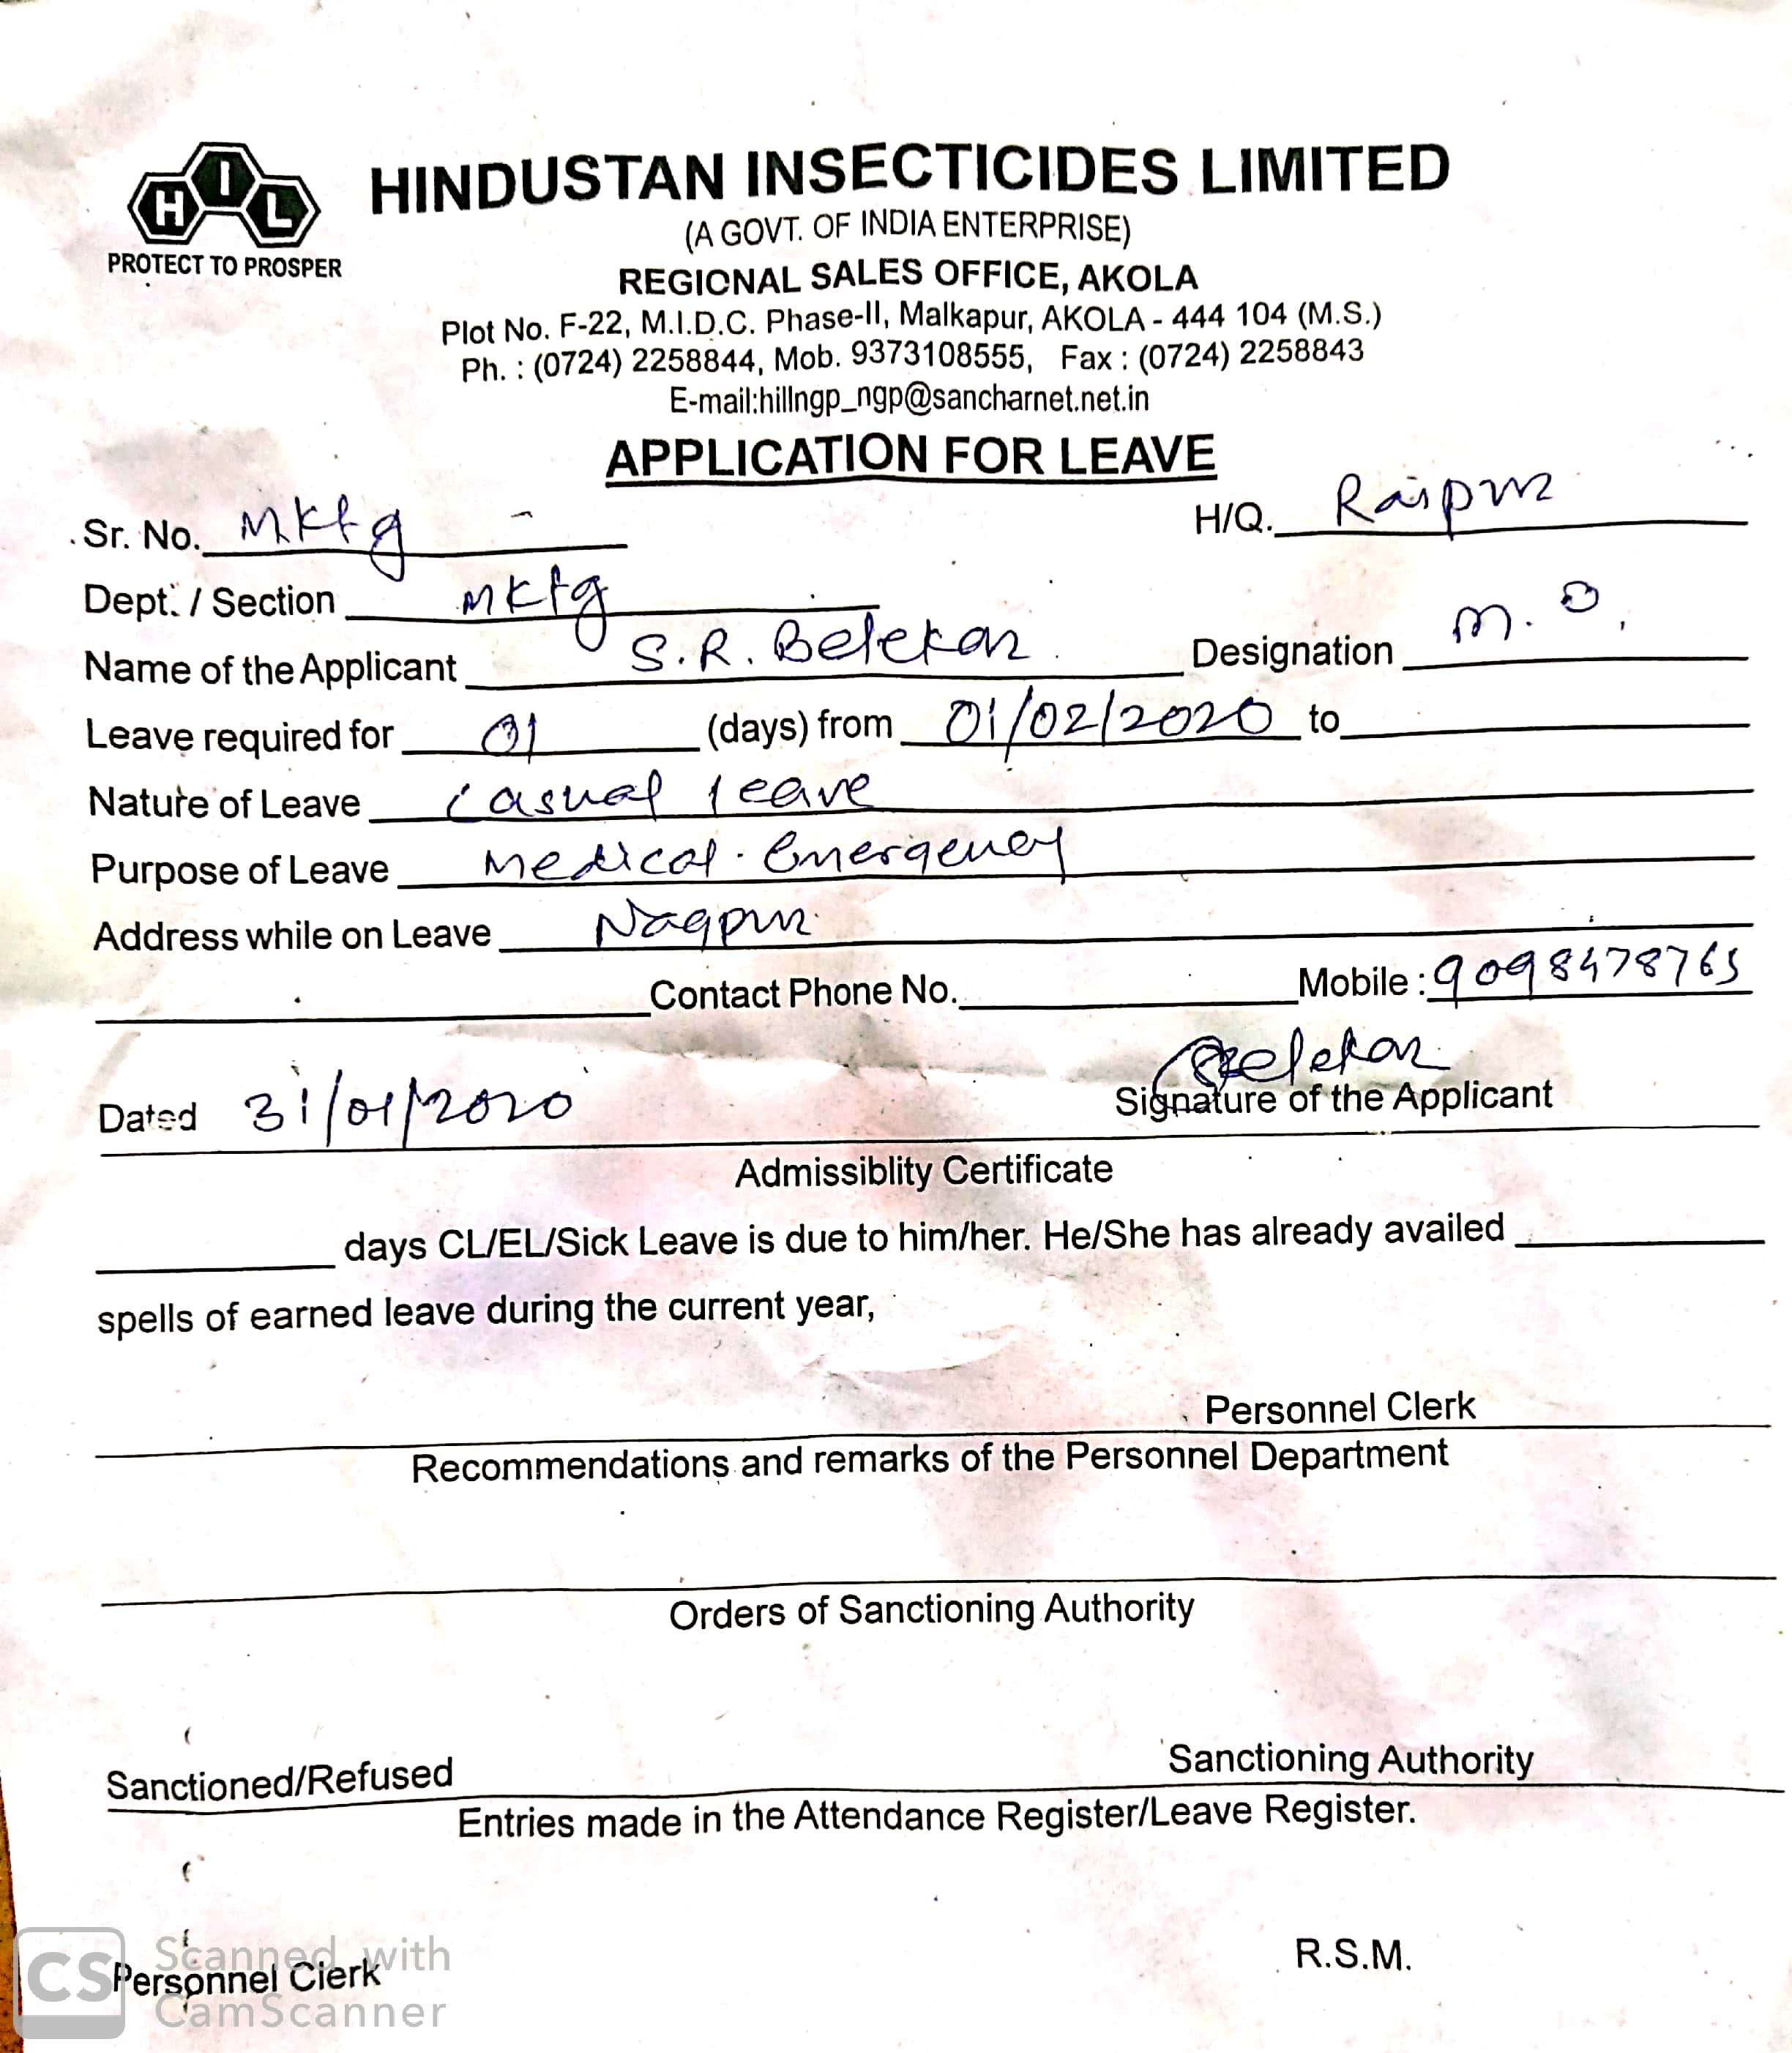 HIL
HINDUSTAN INSECTICIDES LIMITED
PROTECT TO PROSPER
(A GOVT. OF INDIA ENTERPRISE)
REGIONAL SALES OFFICE, AKOLA
Plot No. F-22, M.I.D.C. Phase-II, Malkapur, AKOLA - 444 104 (M.S.)
Ph. : (0724) 2258844, Mob. 9373108555, Fax : (0724) 2258843
E-mail:hillngp_ngp@sancharnet.net.in
APPLICATION FOR LEAVE
Sr. No. Mktg H/Q. Raipur
Dept. / Section Mktg
Name of the Applicant S.R. Belekar Designation M.O.
Leave required for 01 (days) from 01/02/2020 to
Nature of Leave Casual leave
Purpose of Leave Medical Emergency
Address while on Leave Nagpur
Contact Phone No. Mobile : 9098478765
Belekar
Dated 31/01/2020 Signature of the Applicant
Admissiblity Certificate
days CL/EL/Sick Leave is due to him/her. He/She has already availed
spells of earned leave during the current year,
Personnel Clerk
Recommendations and remarks of the Personnel Department
Orders of Sanctioning Authority
Sanctioned/Refused Sanctioning Authority
Entries made in the Attendance Register/Leave Register.
Personnel Clerk R.S.M.
CS Scanned with
CamScanner